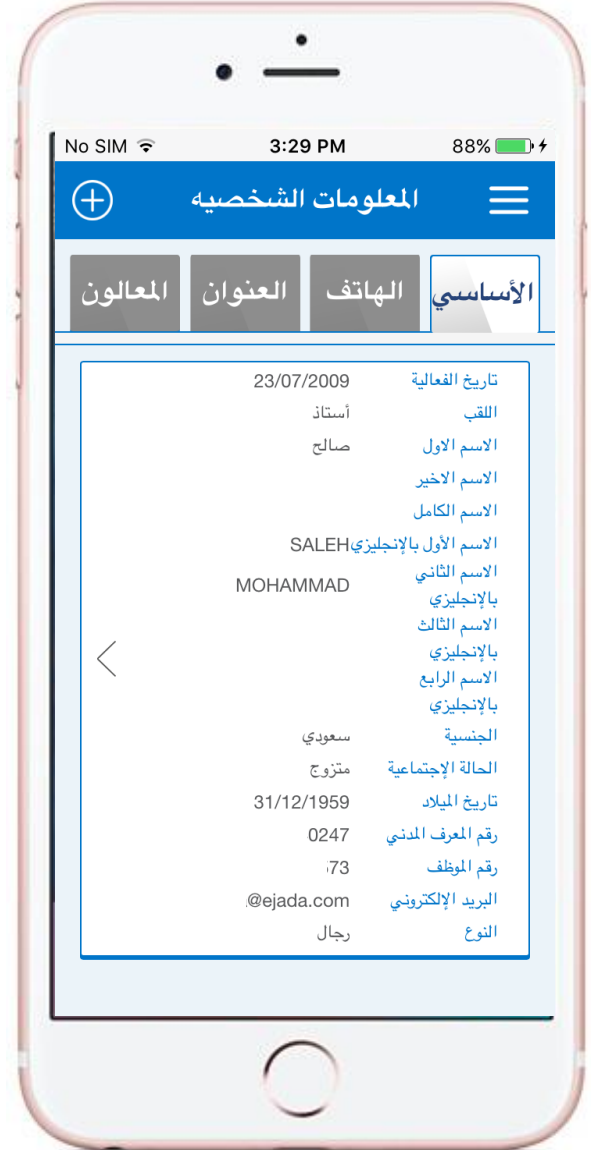 No SIM 3:29 PM 88%
المعلومات الشخصيه
الأساسي الهاتف العنوان المعالون
تاريخ الفعالية 23/07/2009
اللقب أستاذ
الاسم الاول صالح
الاسم الاخير
الاسم الكامل
الاسم الأول بالإنجليزي SALEH
الاسم الثاني
بالإنجليزي MOHAMMAD
الاسم الثالث
بالإنجليزي
الاسم الرابع
بالإنجليزي
الجنسية سعودي
الحالة الإجتماعية متزوج
تاريخ الميلاد 31/12/1959
رقم المعرف المدني 0247
رقم الموظف 73
البريد الإلكتروني @ejada.com
النوع رجال